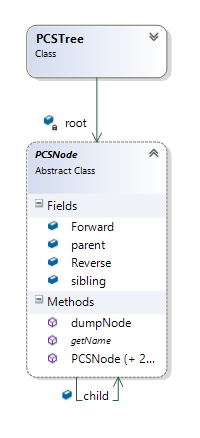 PCSTree
Class
root
PCSNode
Abstract Class
Fields
Forward
parent
Reverse
sibling
Methods
dumpNode
getName
PCSNode (+ 2...
child